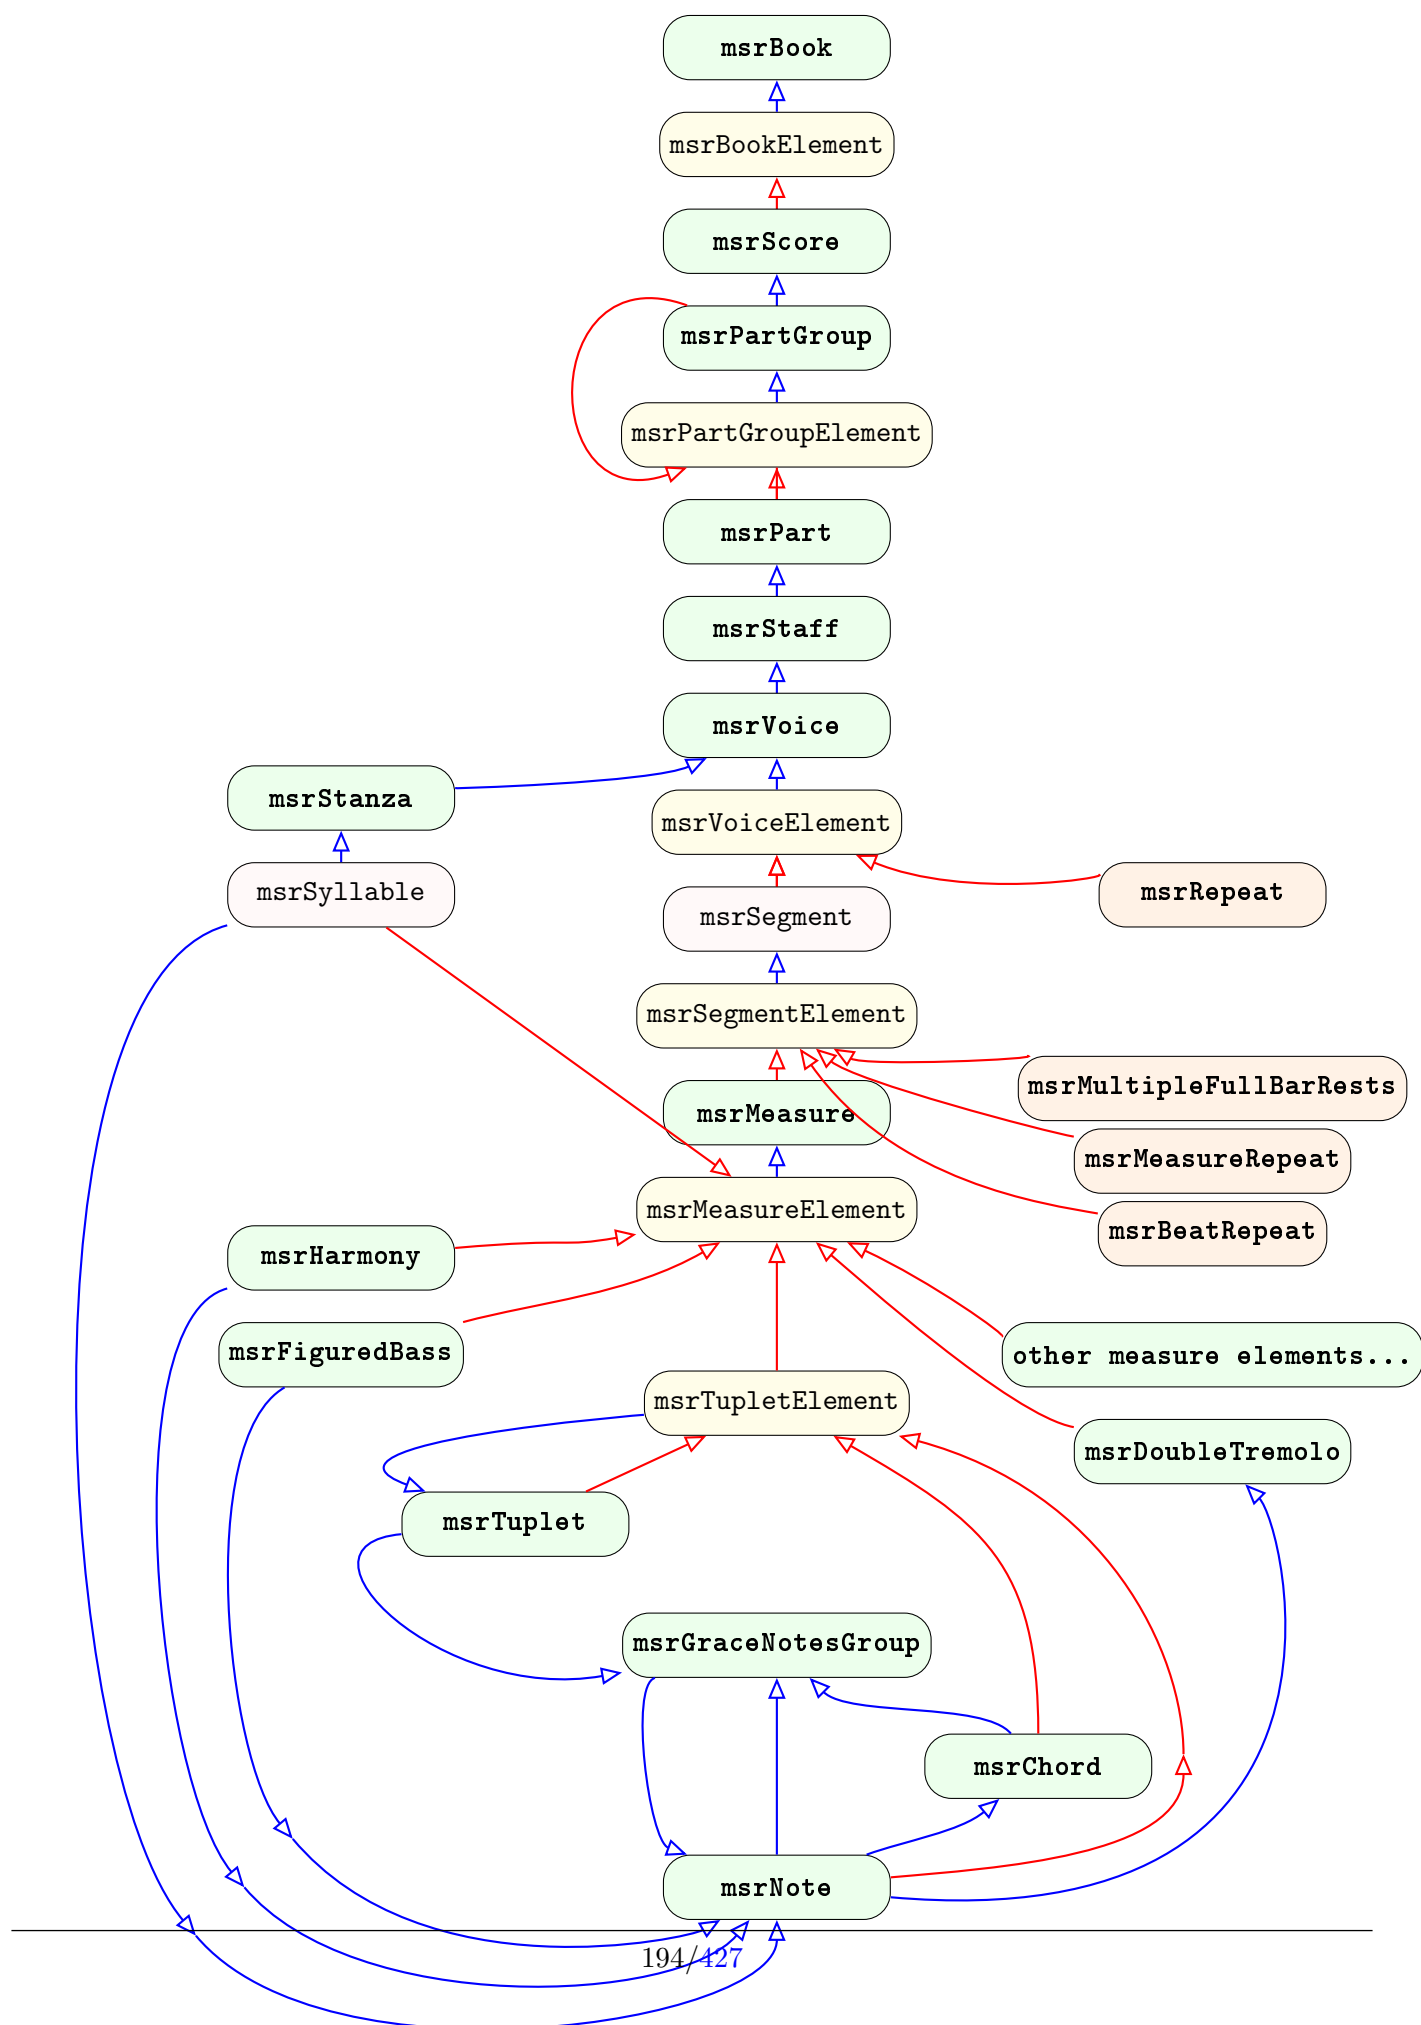 msrBook
msrBookElement
msrScore
msrPartGroup
msrPartGroupElement
msrPart
msrStaff
msrVoice
msrStanza
msrVoiceElement
msrSyllable
msrRepeat
msrSegment
msrSegmentElement
msrMultipleFullBarRests
msrMeasure
msrMeasureRepeat
msrMeasureElement
msrBeatRepeat
msrHarmony
msrFiguredBass
other measure elements...
msrTupletElement
msrDoubleTremolo
msrTuplet
msrGraceNotesGroup
msrChord
msrNote
194/427